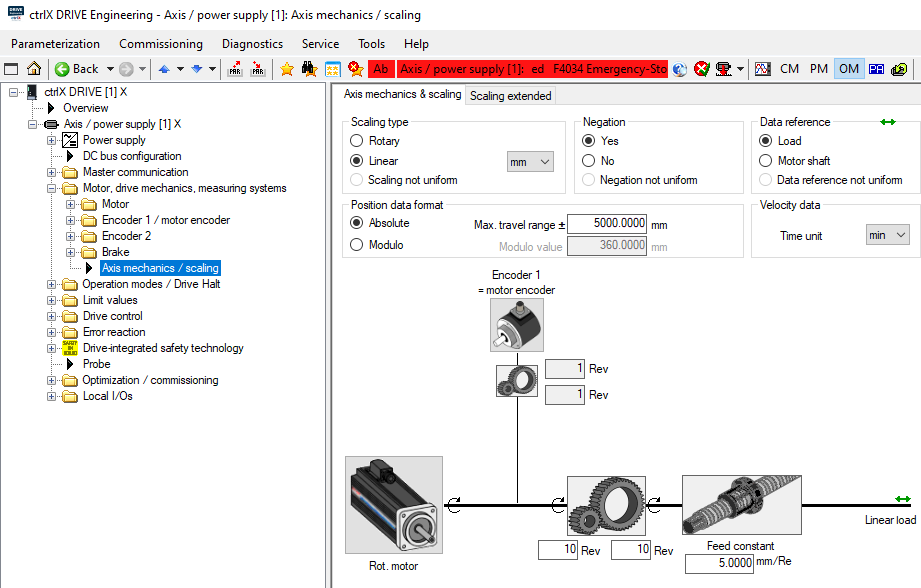 ctrlX DRIVE Engineering - Axis / power supply [1]: Axis mechanics / scaling
Parameterization Commissioning Diagnostics Service Tools Help
Back PAR PAR Ab Axis / power supply [1]: ed F4034 Emergency-Sto CM PM OM
ctrlX DRIVE [1] X
Overview
Axis / power supply [1] X
Power supply
DC bus configuration
Master communication
Motor, drive mechanics, measuring systems
Motor
Encoder 1 / motor encoder
Encoder 2
Brake
Axis mechanics / scaling
Operation modes / Drive Halt
Limit values
Drive control
Error reaction
Drive-integrated safety technology
Probe
Optimization / commissioning
Local I/Os
Axis mechanics & scaling Scaling extended
Scaling type
Rotary
Linear mm
Scaling not uniform
Negation
Yes
No
Negation not uniform
Data reference
Load
Motor shaft
Data reference not uniform
Position data format
Absolute Max. travel range ± 5000.0000 mm
Modulo Modulo value 360.0000 mm
Velocity data
Time unit min
Encoder 1
= motor encoder
1 Rev
1 Rev
Linear load
10 Rev 10 Rev
Feed constant
5.0000 mm/Re
Rot. motor